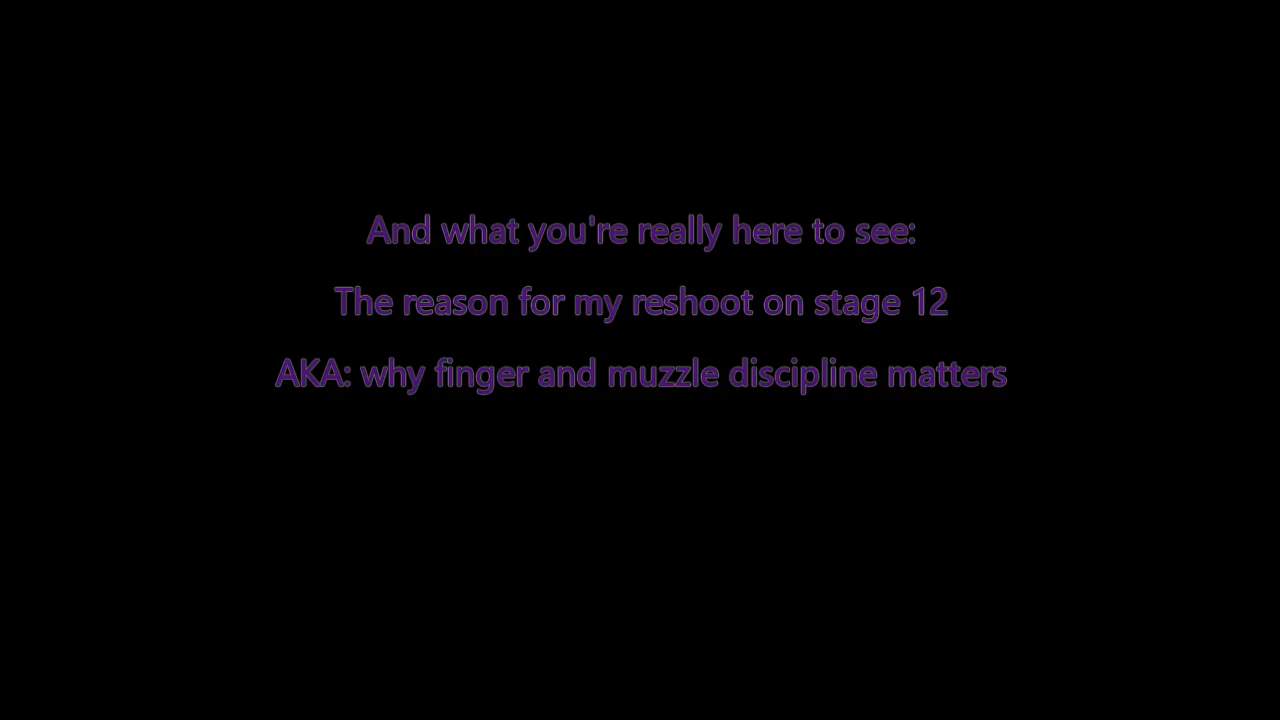 And what you're really here to see:
The reason for my reshoot on stage 12
AKA: why finger and muzzle discipline matters